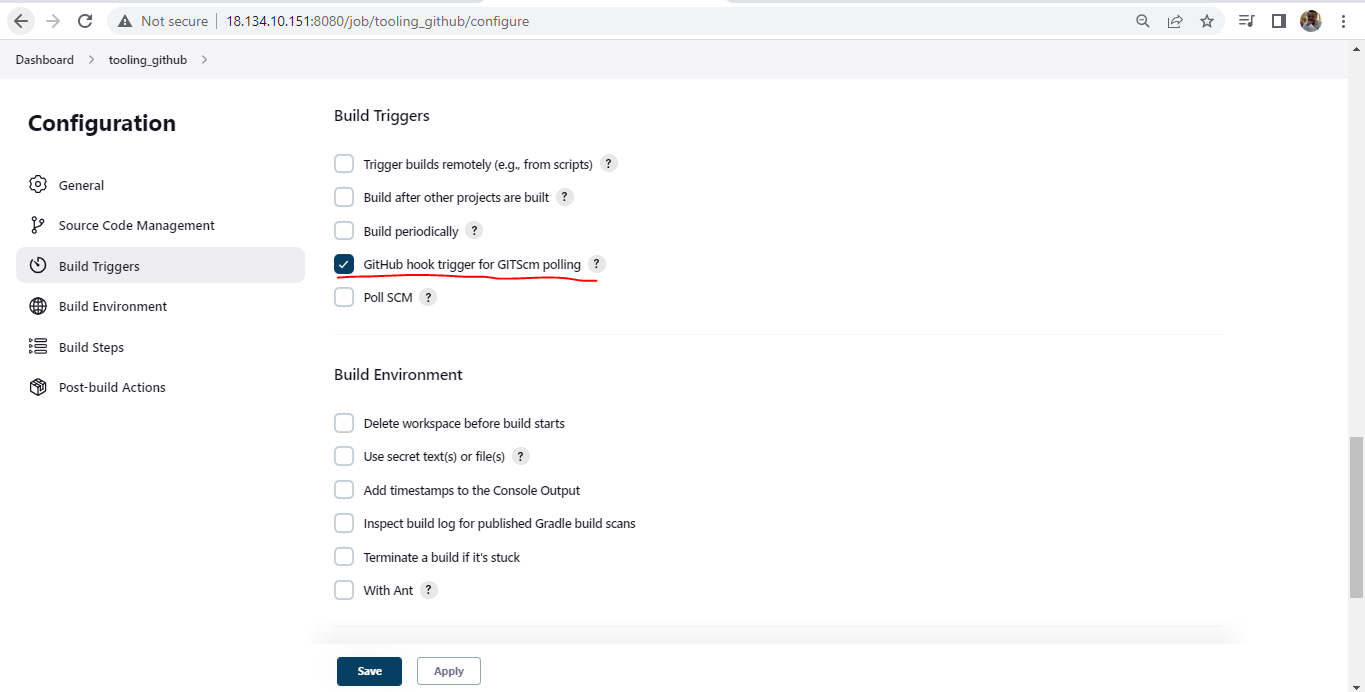 Not secure | 18.134.10.151:8080/job/tooling_github/configure
Dashboard > tooling_github >
Configuration
General
Source Code Management
Build Triggers
Build Environment
Build Steps
Post-build Actions
Build Triggers
Trigger builds remotely (e.g., from scripts) ?
Build after other projects are built ?
Build periodically ?
GitHub hook trigger for GITScm polling ?
Poll SCM ?
Build Environment
Delete workspace before build starts
Use secret text(s) or file(s) ?
Add timestamps to the Console Output
Inspect build log for published Gradle build scans
Terminate a build if it's stuck
With Ant ?
Save Apply